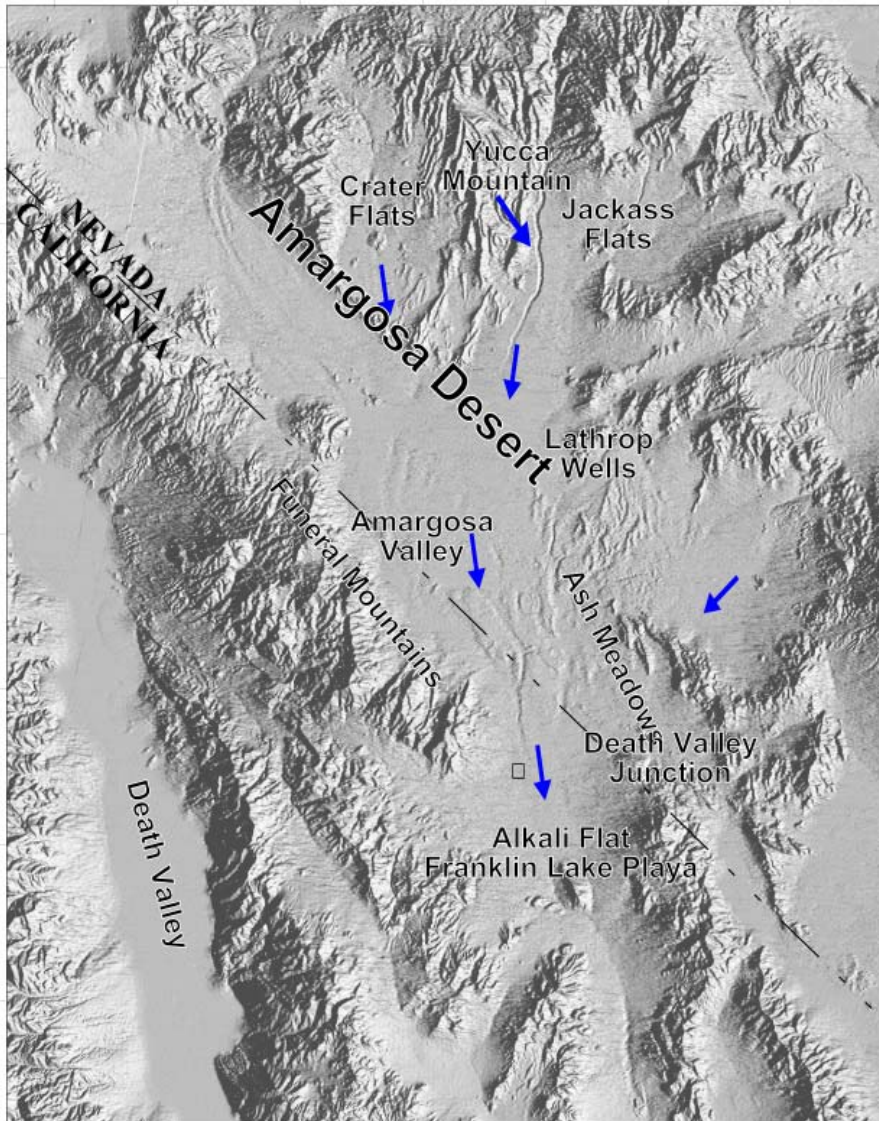 Yucca
Mountain
Crater
Flats
Jackass
Flats
NEVADA
CALIFORNIA
Amargosa Desert
Lathrop
Wells
Funeral Mountains
Amargosa
Valley
Ash Meadows
Death Valley
Junction
Death Valley
Alkali Flat
Franklin Lake Playa